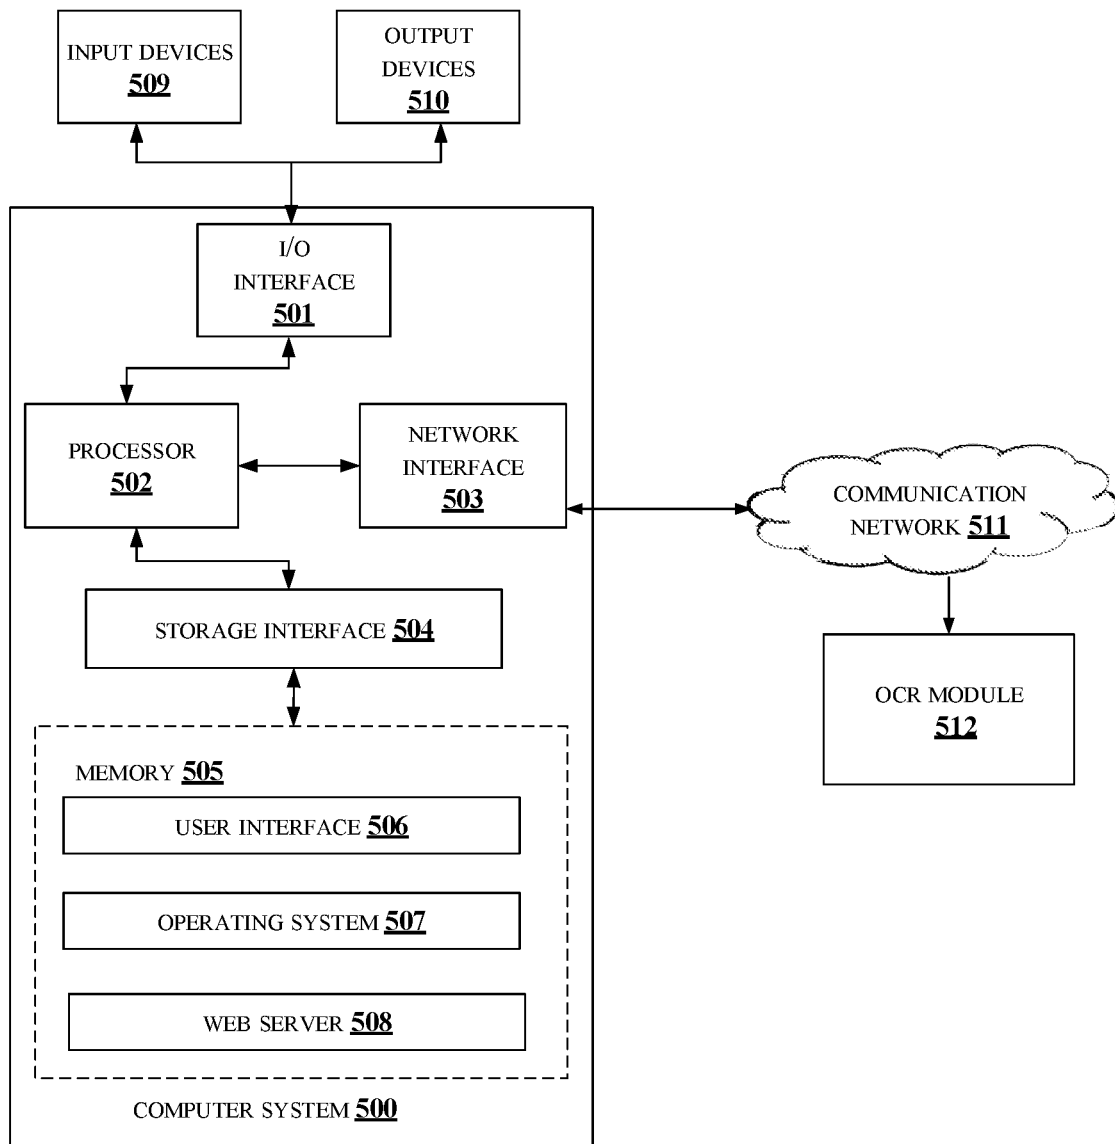 INPUT DEVICES
509
OUTPUT
DEVICES
510
I/O
INTERFACE
501
PROCESSOR
502
NETWORK
INTERFACE
503
COMMUNICATION
NETWORK 511
STORAGE INTERFACE 504
OCR MODULE
512
MEMORY 505
USER INTERFACE 506
OPERATING SYSTEM 507
WEB SERVER 508
COMPUTER SYSTEM 500